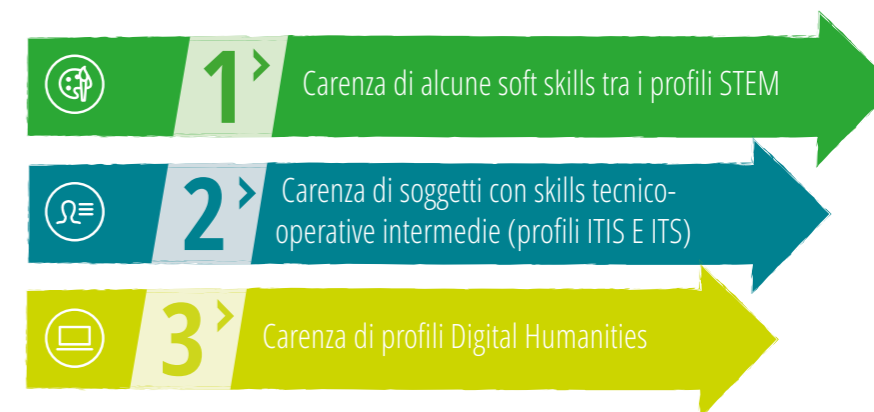 1> Carenza di alcune soft skills tra i profili STEM
2> Carenza di soggetti con skills tecnico-
operative intermedie (profili ITIS E ITS)
3> Carenza di profili Digital Humanities